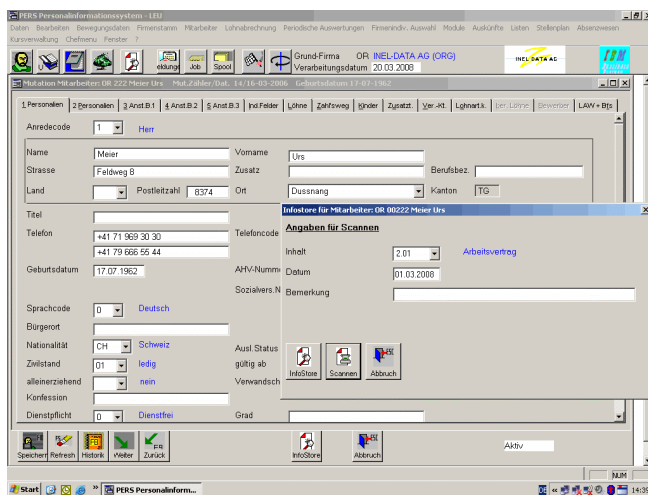 PERS Personalinformationssystem - LEU
Daten Bearbeiten Bewegungsdaten Firmenstamm Mitarbeiter Lohnabrechnung Periodische Auswertungen Firmenindiv. Auswahl Module Auskünfte Listen Stellenplan Absenzwesen
Kursverwaltung Chefmenu Fenster ?
eldung Job Spool
Grund-Firma OR INEL-DATA AG (ORG)
Verarbeitungsdatum 20.03.2008
INEL DATA AG
IBM
Mutation Mitarbeiter: OR 222 Meier Urs Mut.Zähler/Dat. 14/16-03-2006 Geburtsdatum 17-07-1962
1 Personalien 2 Personalien 3 Anst.B.1 4 Anst.B.2 5 Anst.B.3 Ind.Felder Löhne Zahlsweg Kinder Zusatzt. Ver.-Kt. Lohnart.k. ber. Löhne Bewerber LAW + Bfs
Anredecode 1 Herr
Name Meier Vorname Urs
Strasse Feldweg 8 Zusatz Berufsbez.
Land Postleitzahl 8374 Ort Dussnang Kanton TG
Titel
Telefon +41 71 969 30 30 Telefoncode
+41 79 666 55 44
Geburtsdatum 17.07.1962 AHV-Numm
Sozialvers.N
Sprachcode 0 Deutsch
Bürgerort
Nationalität CH Schweiz Ausl.Status
Zivilstand 01 ledig gültig ab
alleinerziehend nein Verwandsch
Konfession
Dienstpflicht 0 Dienstfrei Grad
Infostore für Mitarbeiter: OR 00222 Meier Urs
Angaben für Scannen
Inhalt 2.01 Arbeitsvertrag
Datum 01.03.2008
Bemerkung
InfoStore Scannen Abbruch
Speichern Refresh Historik Weiter Zurück InfoStore Abbruch
Aktiv
NUM
Start PERS Personalinform... DE 14:39